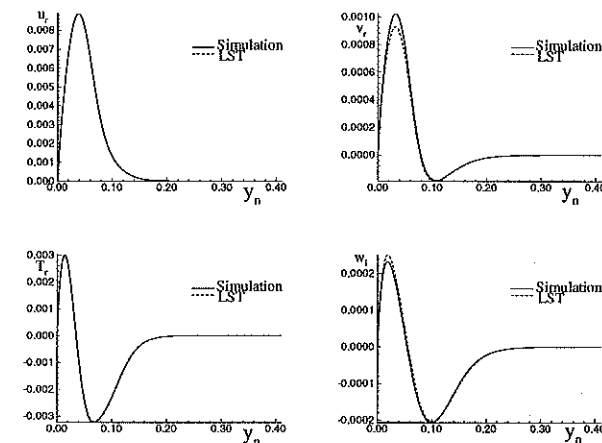 u_r
0.008
0.007
0.006
0.005
0.004
0.003
0.002
0.001
0.000
0.00 0.10 0.20 0.30 0.40
y_n
Simulation
LST
0.0010
v_r
0.0008
0.0006
0.0004
0.0002
0.0000
0.00 0.10 0.20 0.30 0.40
y_n
Simulation
LST
0.003
T_r
0.002
0.001
0.000
-0.001
-0.002
-0.003
0.00 0.10 0.20 0.30 0.40
y_n
Simulation
LST
w_i
0.0002
0.0001
0.0000
-0.0001
-0.0002
0.00 0.10 0.20 0.30 0.40
y_n
Simulation
LST